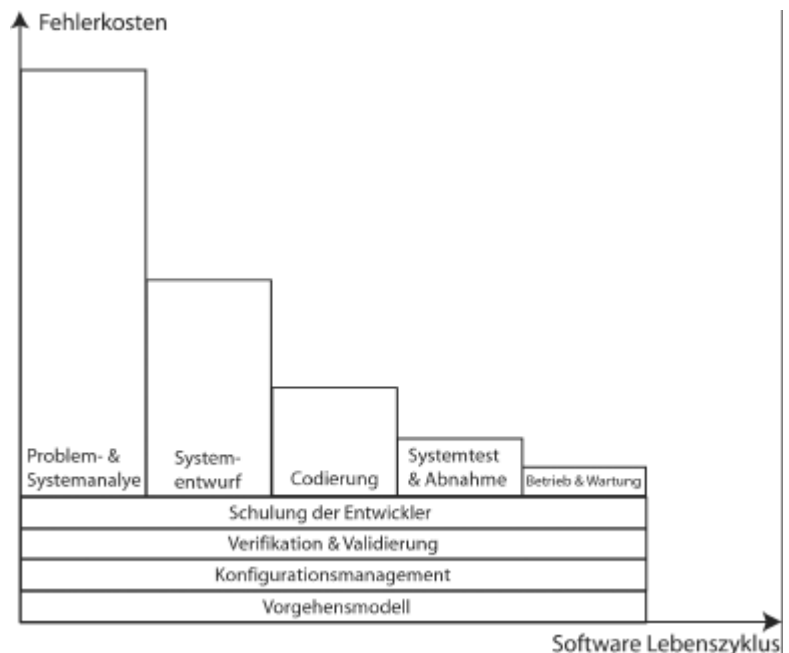 Fehlerkosten
Problem- &
Systemanalye
System-
entwurf
Codierung
Systemtest
& Abnahme
Betrieb & Wartung
Schulung der Entwickler
Verifikation & Validierung
Konfigurationsmanagement
Vorgehensmodell
Software Lebenszyklus